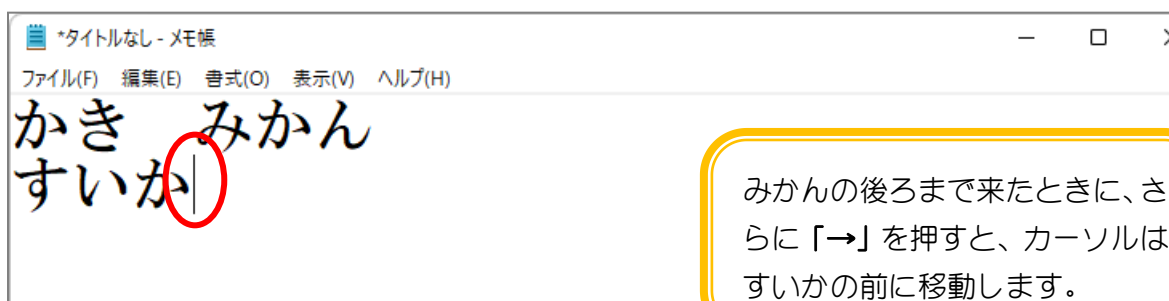 *タイトルなし - メモ帳
ファイル(F) 編集(E) 書式(O) 表示(V) ヘルプ(H)
かき　みかん
すいか
みかんの後ろまで来たときに、さ
らに「→」を押すと、カーソルは
すいかの前に移動します。